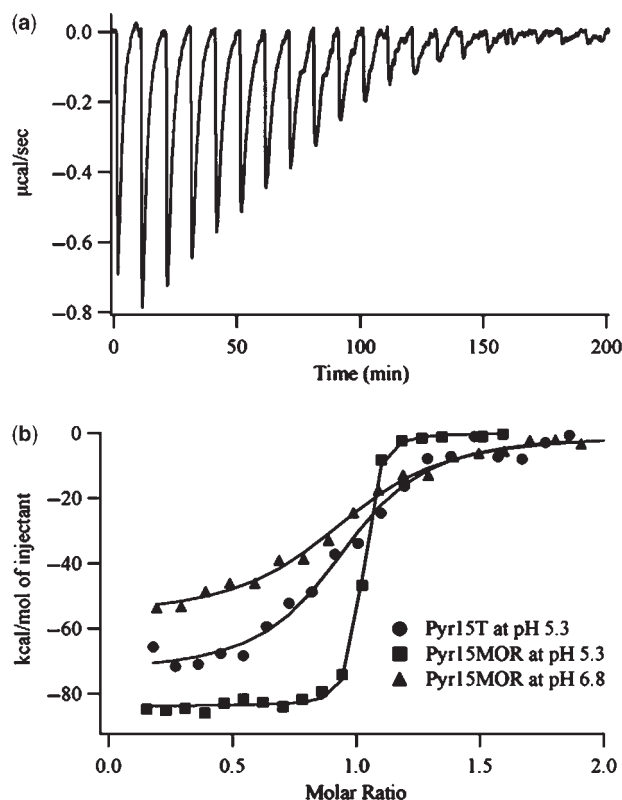 (a)
0.0
−0.2
−0.4
−0.6
−0.8
µcal/sec
0 50 100 150 200
Time (min)
(b)
0
−20
−40
−60
−80
kcal/mol of injectant
Pyr15T at pH 5.3
Pyr15MOR at pH 5.3
Pyr15MOR at pH 6.8
0.0 0.5 1.0 1.5 2.0
Molar Ratio